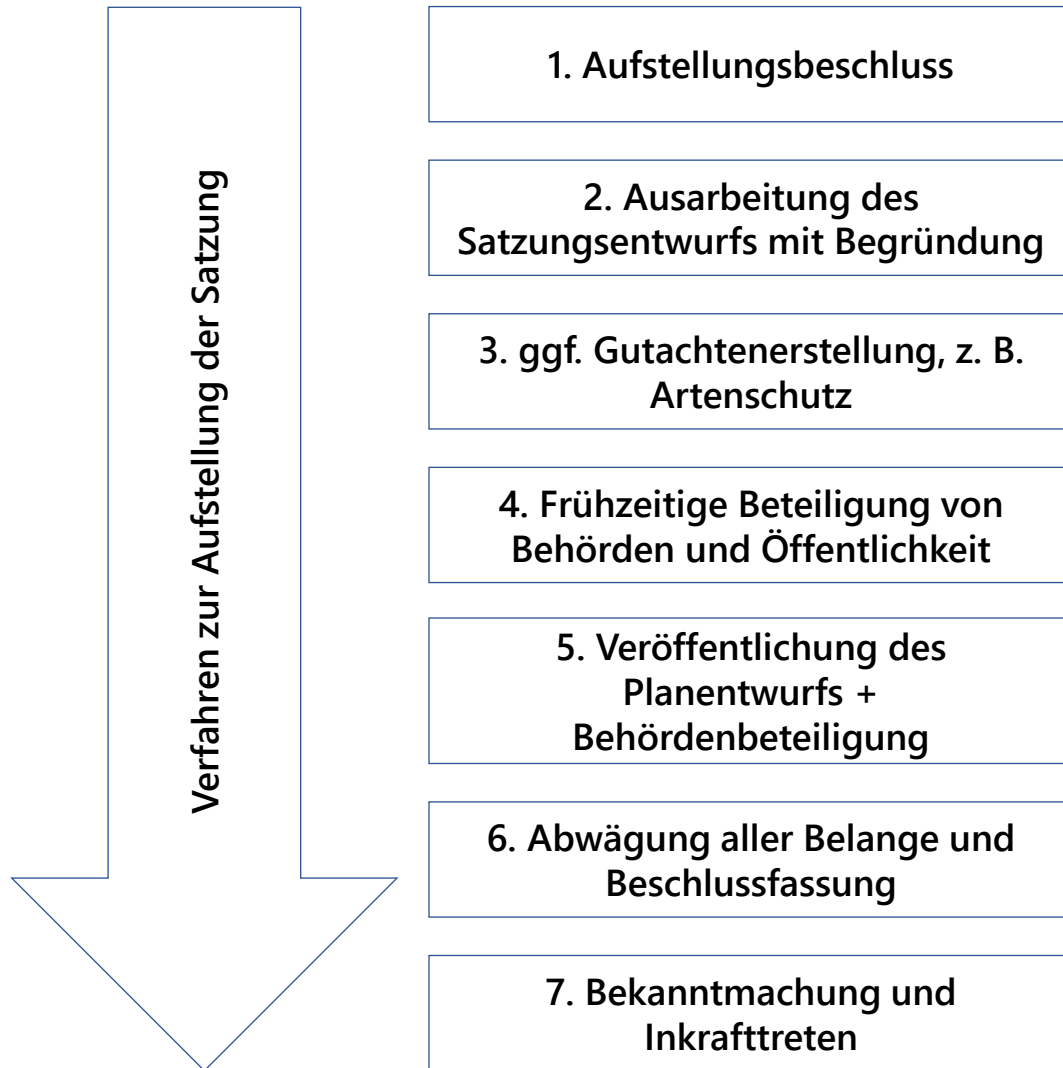 Verfahren zur Aufstellung der Satzung
1. Aufstellungsbeschluss
2. Ausarbeitung des
Satzungsentwurfs mit Begründung
3. ggf. Gutachtenerstellung, z. B.
Artenschutz
4. Frühzeitige Beteiligung von
Behörden und Öffentlichkeit
5. Veröffentlichung des
Planentwurfs +
Behördenbeteiligung
6. Abwägung aller Belange und
Beschlussfassung
7. Bekanntmachung und
Inkrafttreten